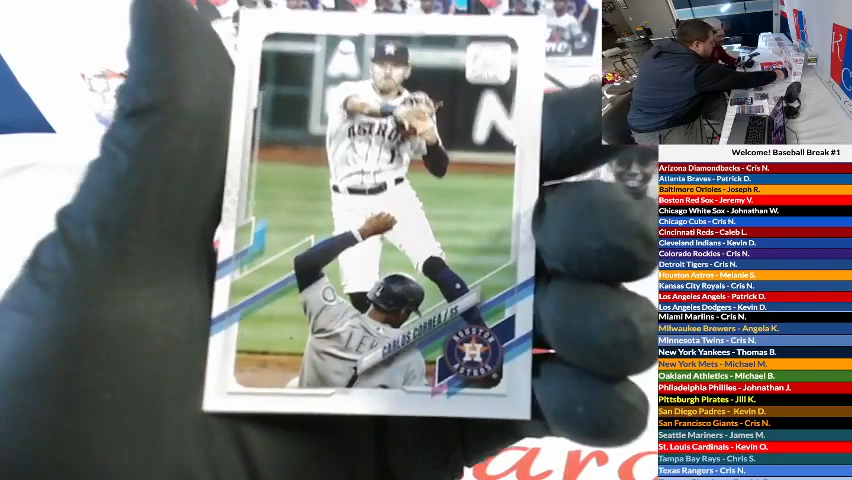 ASTROS
CARLOS CORREA / SS
HOUSTON
ASTROS
LEW
Welcome! Baseball Break #1
Arizona Diamondbacks - Cris N.
Atlanta Braves - Patrick D.
Baltimore Orioles - Joseph R.
Boston Red Sox - Jeremy V.
Chicago White Sox - Johnathan W.
Chicago Cubs - Cris N.
Cincinnati Reds - Caleb L.
Cleveland Indians - Kevin D.
Colorado Rockies - Cris N.
Detroit Tigers - Cris N.
Houston Astros - Melanie S.
Kansas City Royals - Cris N.
Los Angeles Angels - Patrick D.
Los Angeles Dodgers - Kevin D.
Miami Marlins - Cris N.
Milwaukee Brewers - Angela K.
Minnesota Twins - Cris N.
New York Yankees - Thomas B.
New York Mets - Michael M.
Oakland Athletics - Michael B.
Philadelphia Phillies - Johnathan J.
Pittsburgh Pirates - Jill K.
San Diego Padres - Kevin D.
San Francisco Giants - Cris N.
Seattle Mariners - James M.
St. Louis Cardinals - Kevin O.
Tampa Bay Rays - Chris S.
Texas Rangers - Cris N.